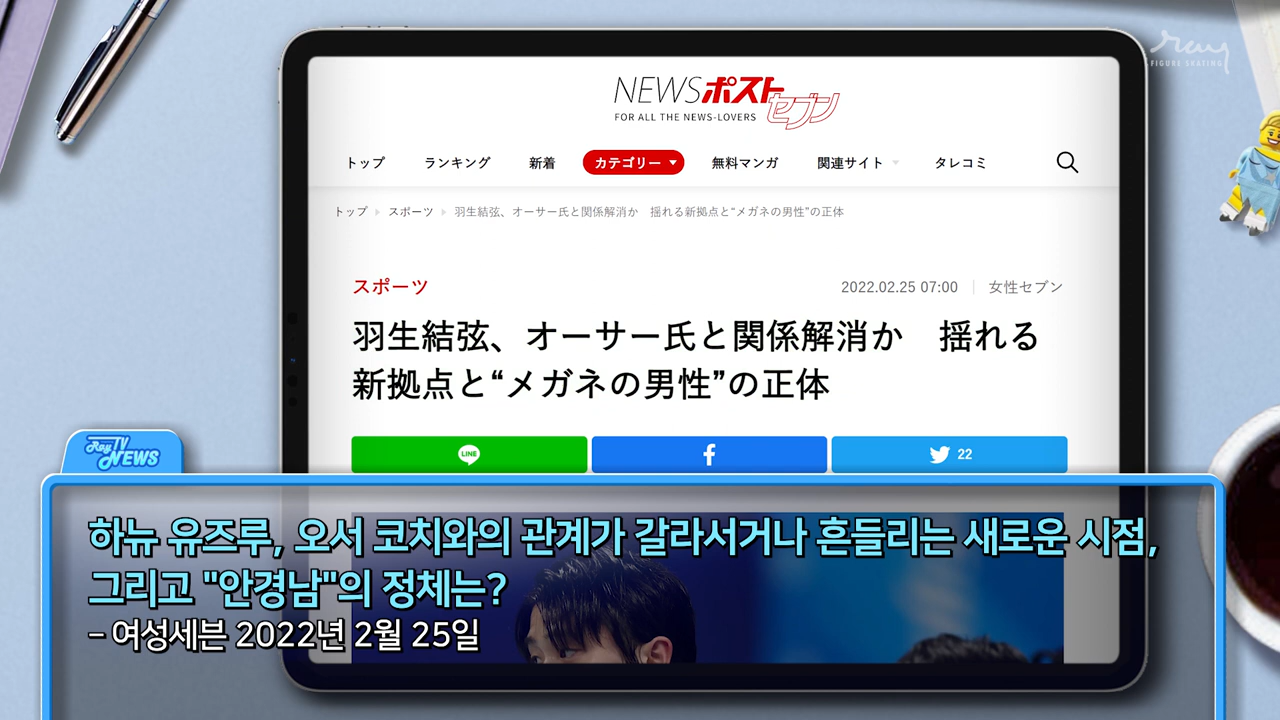 Ray
FIGURE SKATING
NEWSポストセブン
FOR ALL THE NEWS-LOVERS
トップ ランキング 新着 カテゴリー 無料マンガ 関連サイト タレコミ
トップ スポーツ 羽生結弦、オーサー氏と関係解消か 揺れる新拠点と“メガネの男性”の正体
スポーツ 2022.02.25 07:00 女性セブン
羽生結弦、オーサー氏と関係解消か 揺れる
新拠点と“メガネの男性”の正体
LINE
22
Ray TV
NEWS
하뉴 유즈루, 오서 코치와의 관계가 갈라서거나 흔들리는 새로운 시점,
그리고 "안경남"의 정체는?
– 여성세븐 2022년 2월 25일